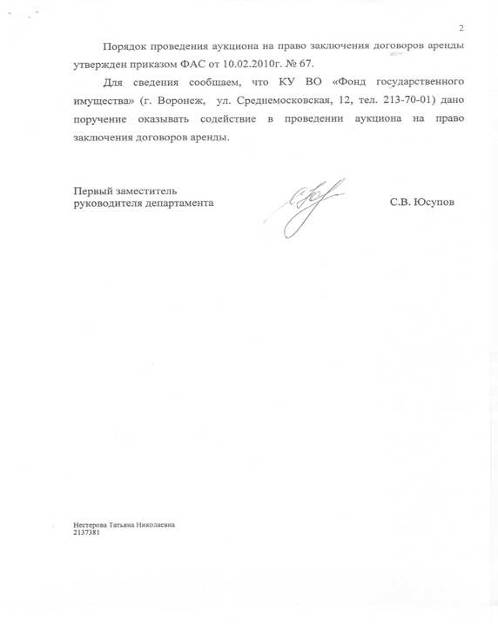 2
Порядок проведения аукциона на право заключения договоров аренды
утвержден приказом ФАС от 10.02.2010г. № 67.
Для сведения сообщаем, что КУ ВО «Фонд государственного
имущества» (г. Воронеж, ул. Среднемосковская, 12, тел. 213-70-01) дано
поручение оказывать содействие в проведении аукциона на право
заключения договоров аренды.
Первый заместитель
руководителя департамента
С.В. Юсупов
Нестерова Татьяна Николаевна
2137381